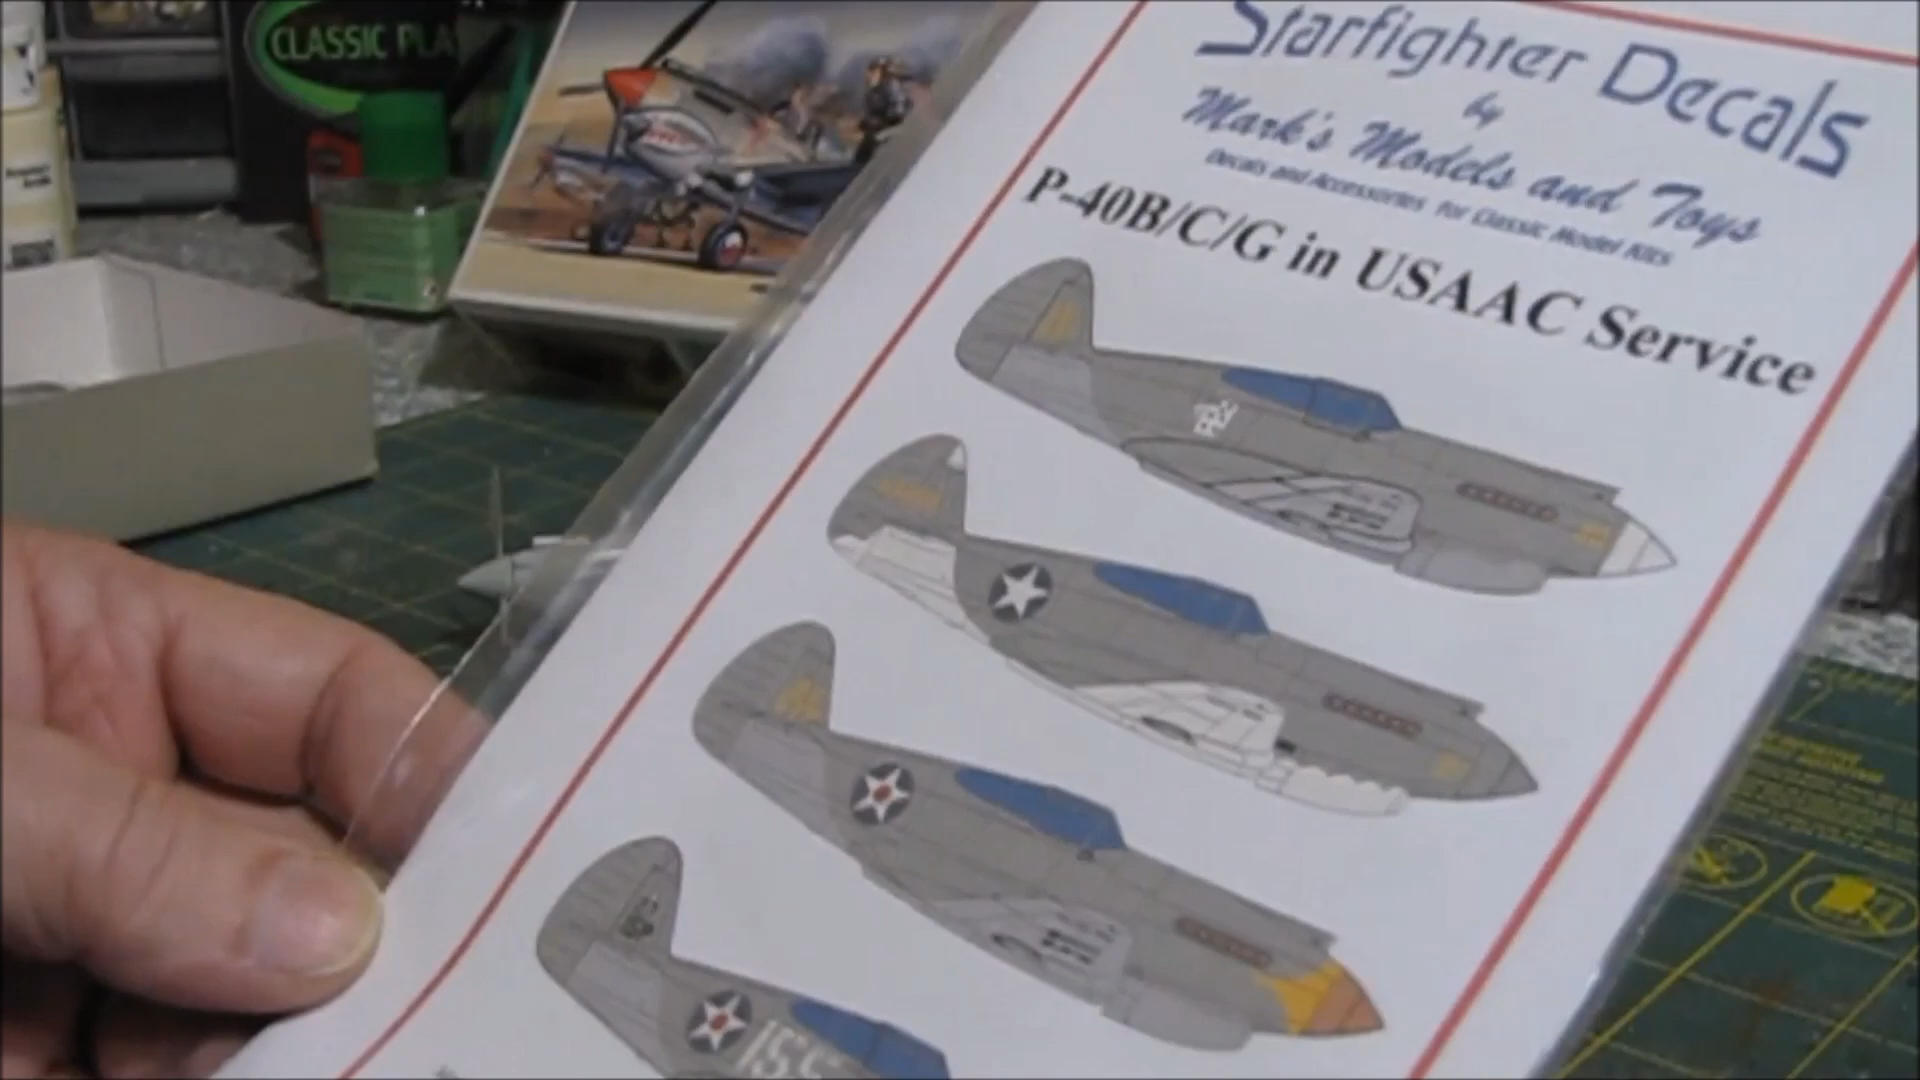 CLASSIC PLA
Starfighter Decals
by
Mark's Models and Toys
Decals and Accessories for Classic Model Kits
P-40B/C/G in USAAC Service
15